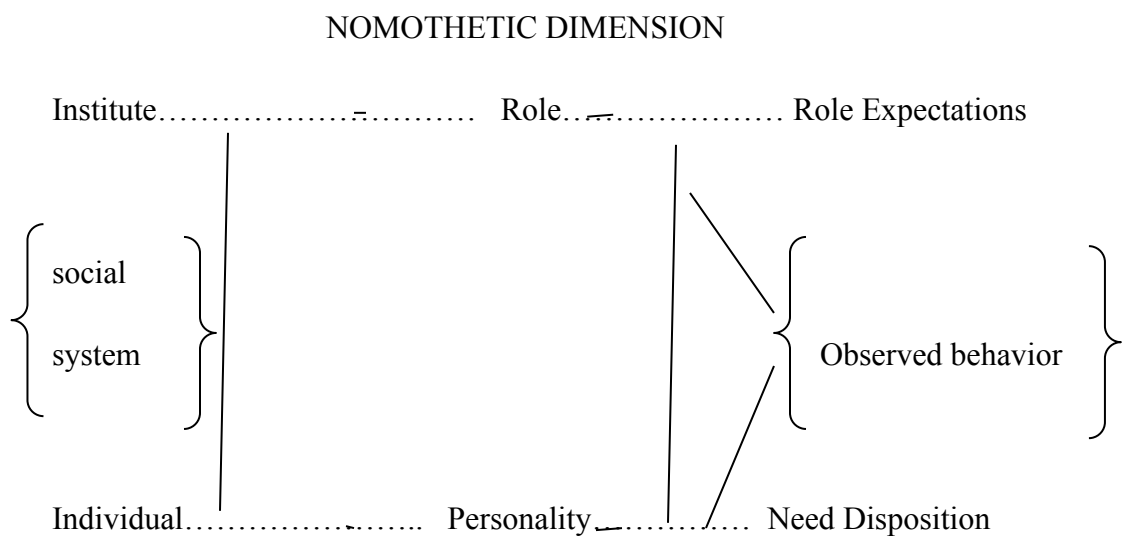 NOMOTHETIC DIMENSION
Institute………………………… Role………………… Role Expectations
social
system
Observed behavior
Individual………………….. Personality…………… Need Disposition